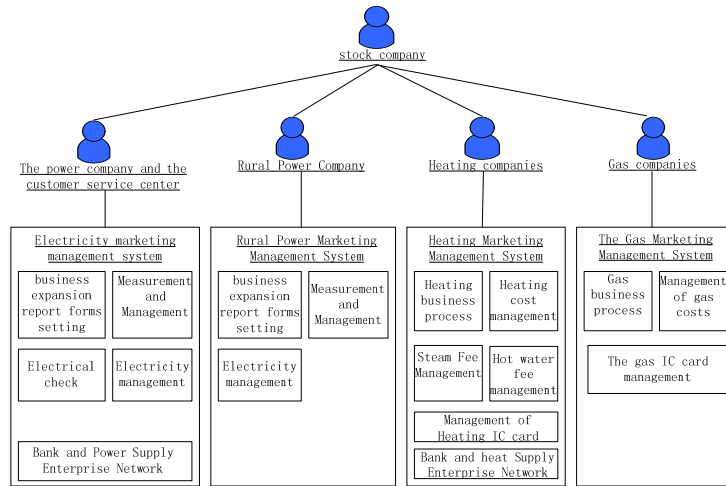 stock company
The power company and the
customer service center
Rural Power Company
Heating companies
Gas companies
Electricity marketing
management system
business
expansion
report forms
setting
Measurement
and
Management
Electrical
check
Electricity
management
Bank and Power Supply
Enterprise Network
Rural Power Marketing
Management System
business
expansion
report forms
setting
Measurement
and
Management
Electricity
management
Heating Marketing
Management System
Heating
business
process
Heating
cost
management
Steam Fee
Management
Hot water
fee
management
Management of
Heating IC card
Bank and heat Supply
Enterprise Network
The Gas Marketing
Management System
Gas
business
process
Management
of gas
costs
The gas IC card
management